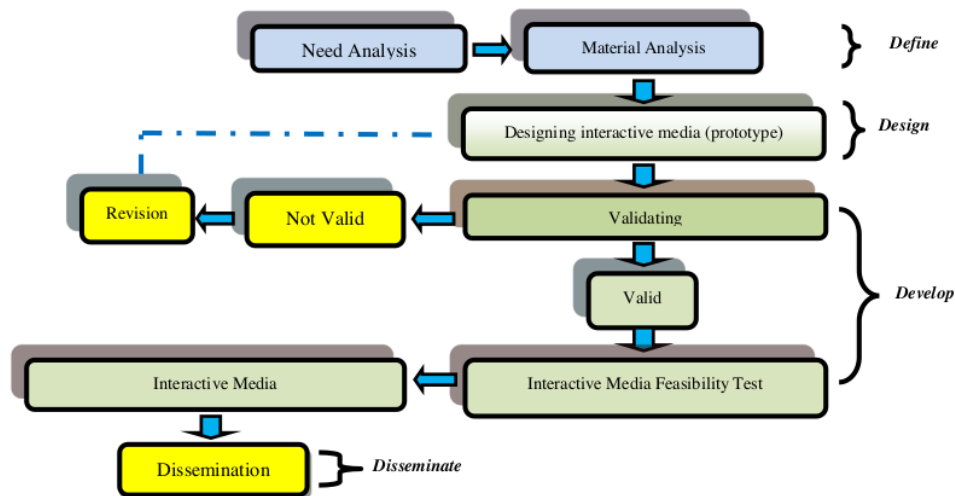 Need Analysis
Material Analysis
Define
Designing interactive media (prototype)
Design
Revision
Not Valid
Validating
Valid
Develop
Interactive Media
Interactive Media Feasibility Test
Dissemination
Disseminate